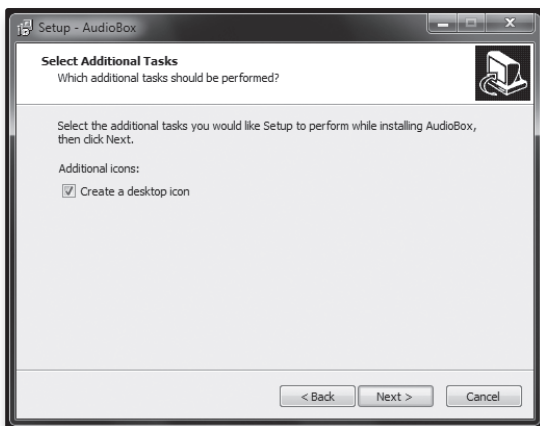 Setup - AudioBox
Select Additional Tasks
Which additional tasks should be performed?
Select the additional tasks you would like Setup to perform while installing AudioBox,
then click Next.
Additional icons:
Create a desktop icon
< Back Next > Cancel